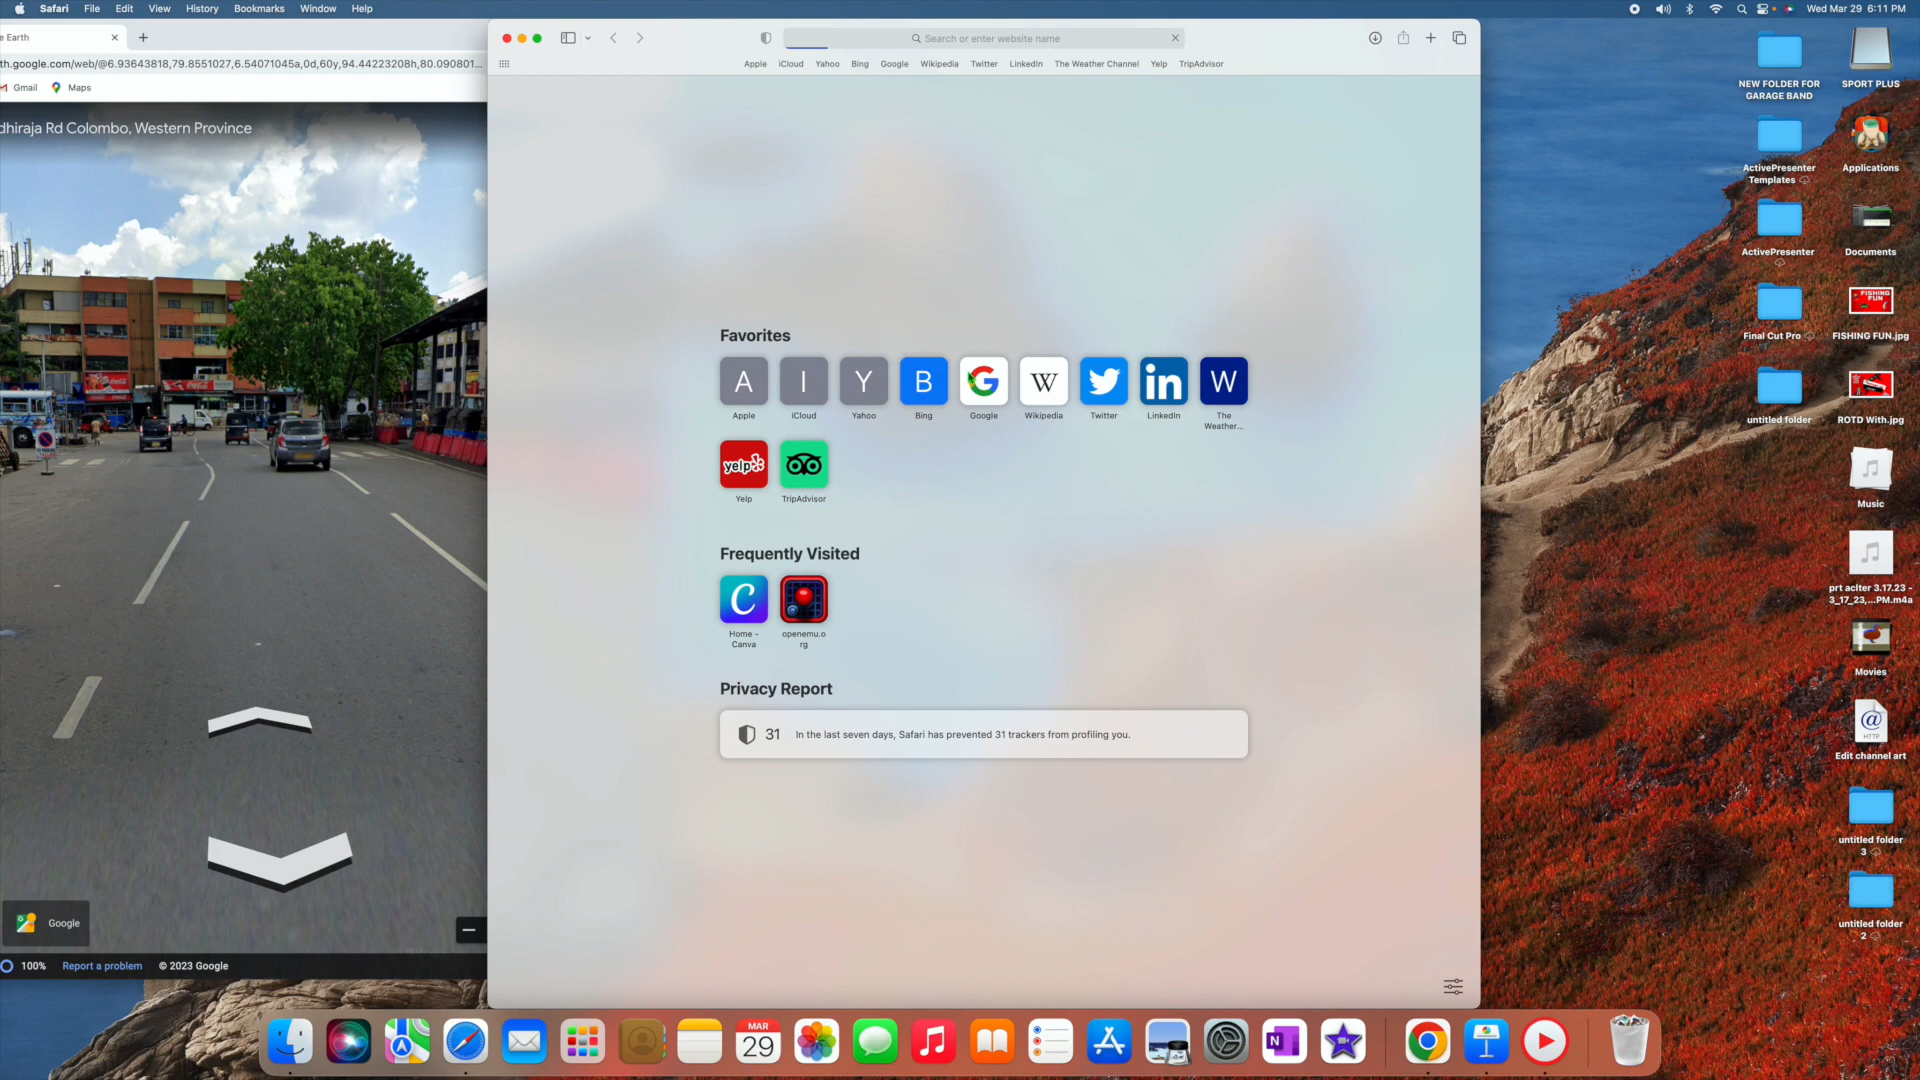 Safari File Edit View History Bookmarks Window Help
Wed Mar 29 6:11 PM
e Earth
th.google.com/web/@6.93643818,79.8551027,6.54071045a,0d,60y,94.44223208h,80.090801...
Gmail Maps
dhiraja Rd Colombo, Western Province
Google
100% Report a problem © 2023 Google
Search or enter website name
Apple iCloud Yahoo Bing Google Wikipedia Twitter LinkedIn The Weather Channel Yelp TripAdvisor
Favorites
A I Y B G W in W
Apple iCloud Yahoo Bing Google Wikipedia Twitter LinkedIn The
Weather...
yelp
Yelp TripAdvisor
Frequently Visited
C
Home - openemu.o
Canva rg
Privacy Report
31 In the last seven days, Safari has prevented 31 trackers from profiling you.
NEW FOLDER FOR
GARAGE BAND
SPORT PLUS
ActivePresenter
Templates
Applications
ActivePresenter
Documents
Final Cut Pro
FISHING
FUN
FISHING FUN.jpg
untitled folder
ROTD With.jpg
Music
prt aclter 3.17.23 -
3_17_23,...PM.m4a
Movies
@
HTTP
Edit channel art
untitled folder
3
untitled folder
2
MAR
29
N